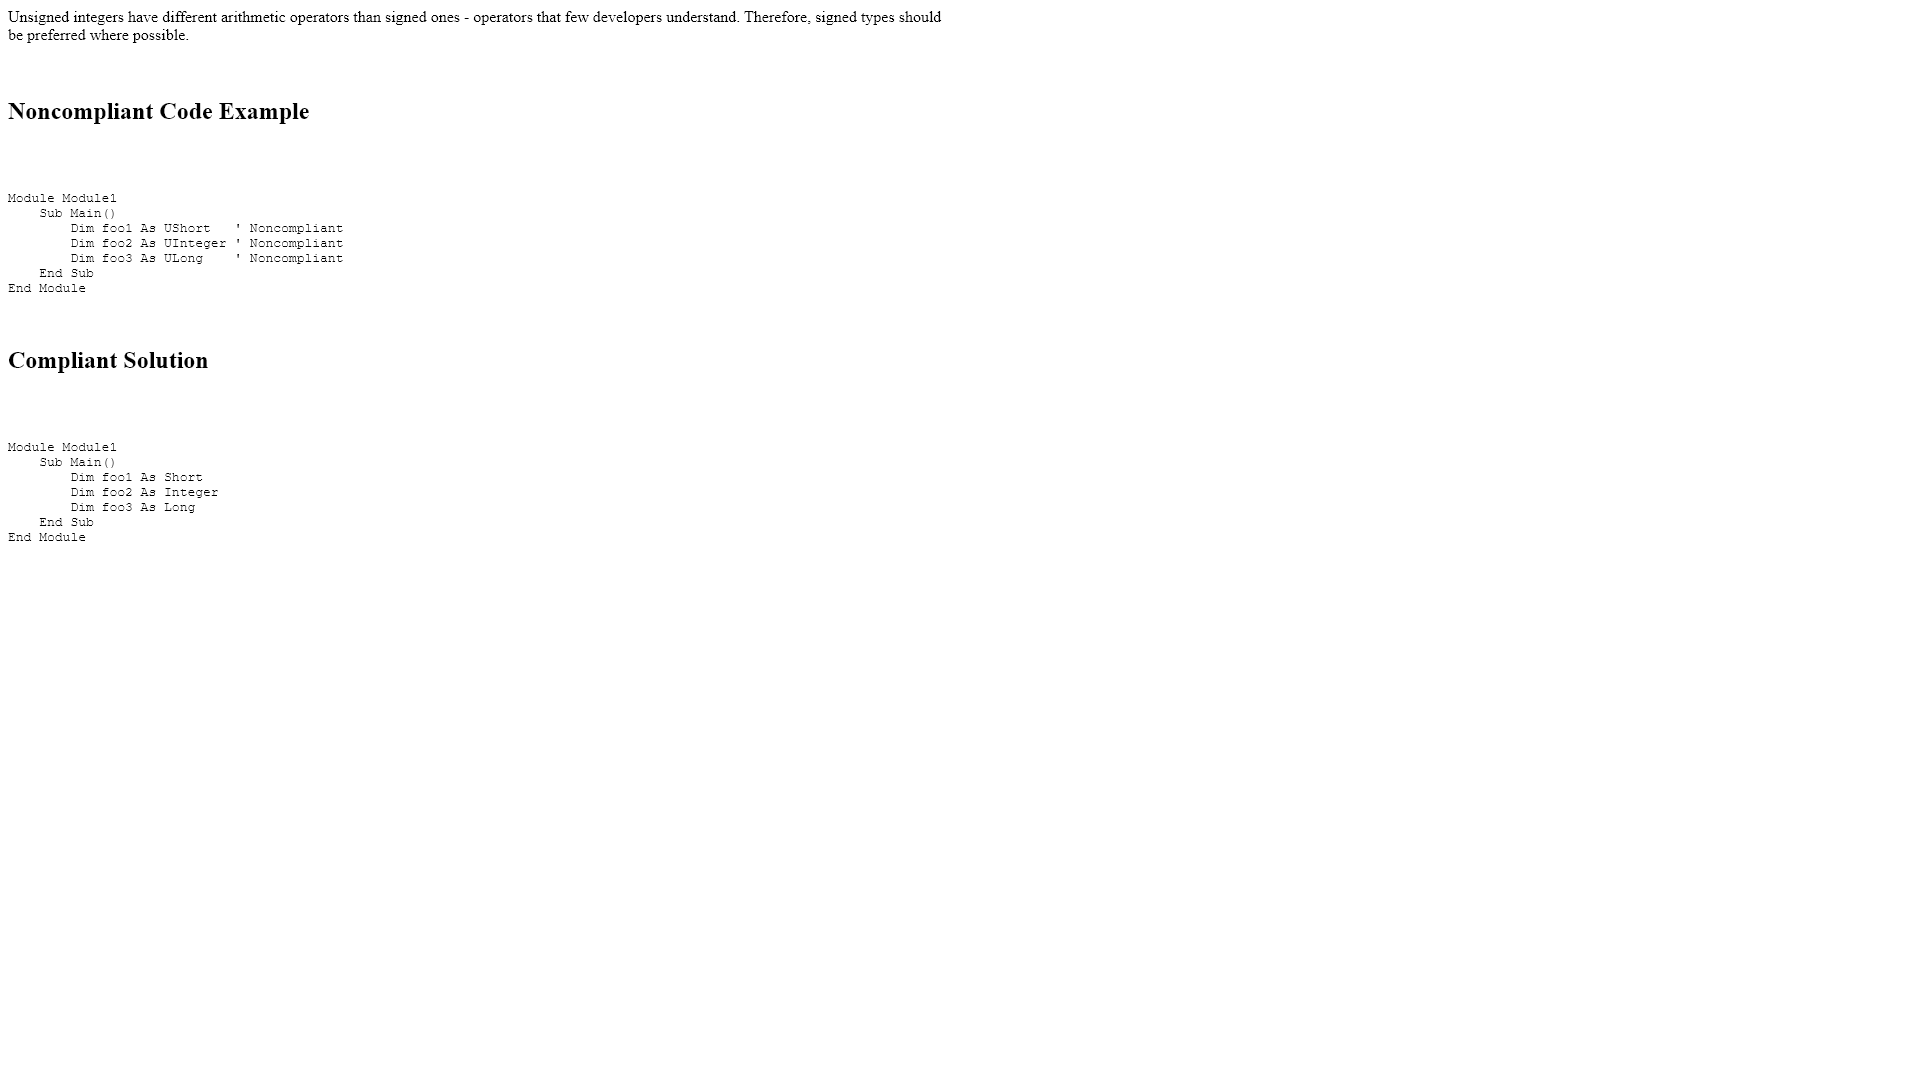 Unsigned integers have different arithmetic operators than signed ones - operators that few developers understand. Therefore, signed types should
be preferred where possible.
Noncompliant Code Example
Module Module1
    Sub Main()
        Dim foo1 As UShort   ' Noncompliant
        Dim foo2 As UInteger ' Noncompliant
        Dim foo3 As ULong    ' Noncompliant
    End Sub
End Module
Compliant Solution
Module Module1
    Sub Main()
        Dim foo1 As Short
        Dim foo2 As Integer
        Dim foo3 As Long
    End Sub
End Module